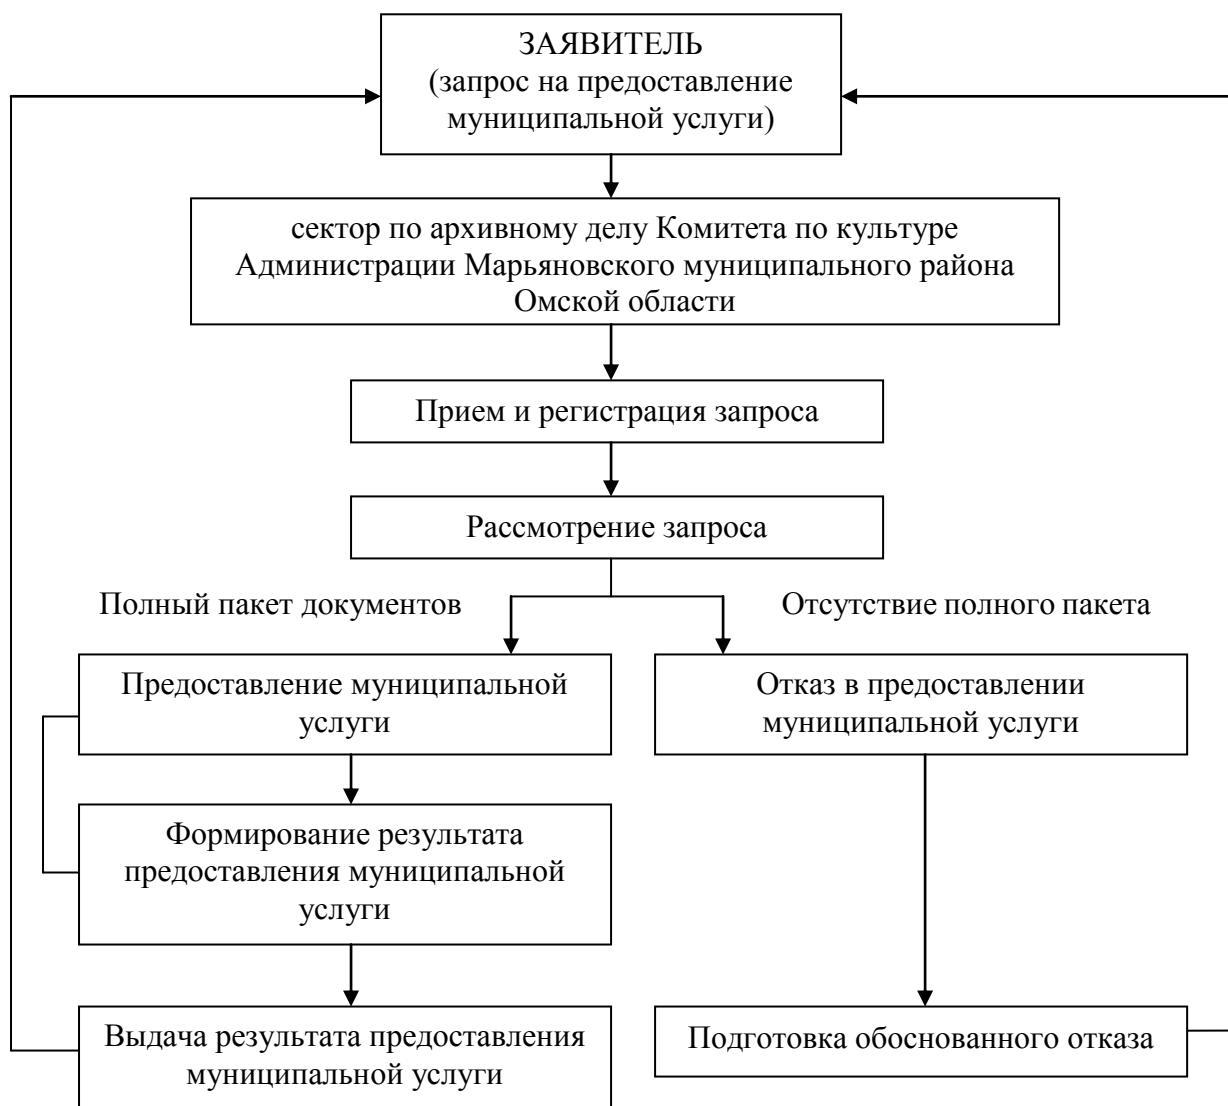 ЗАЯВИТЕЛЬ
(запрос на предоставление
муниципальной услуги)
сектор по архивному делу Комитета по культуре
Администрации Марьяновского муниципального района
Омской области
Прием и регистрация запроса
Рассмотрение запроса
Полный пакет документов
Отсутствие полного пакета
Предоставление муниципальной
услуги
Отказ в предоставлении
муниципальной услуги
Формирование результата
предоставления муниципальной
услуги
Выдача результата предоставления
муниципальной услуги
Подготовка обоснованного отказа